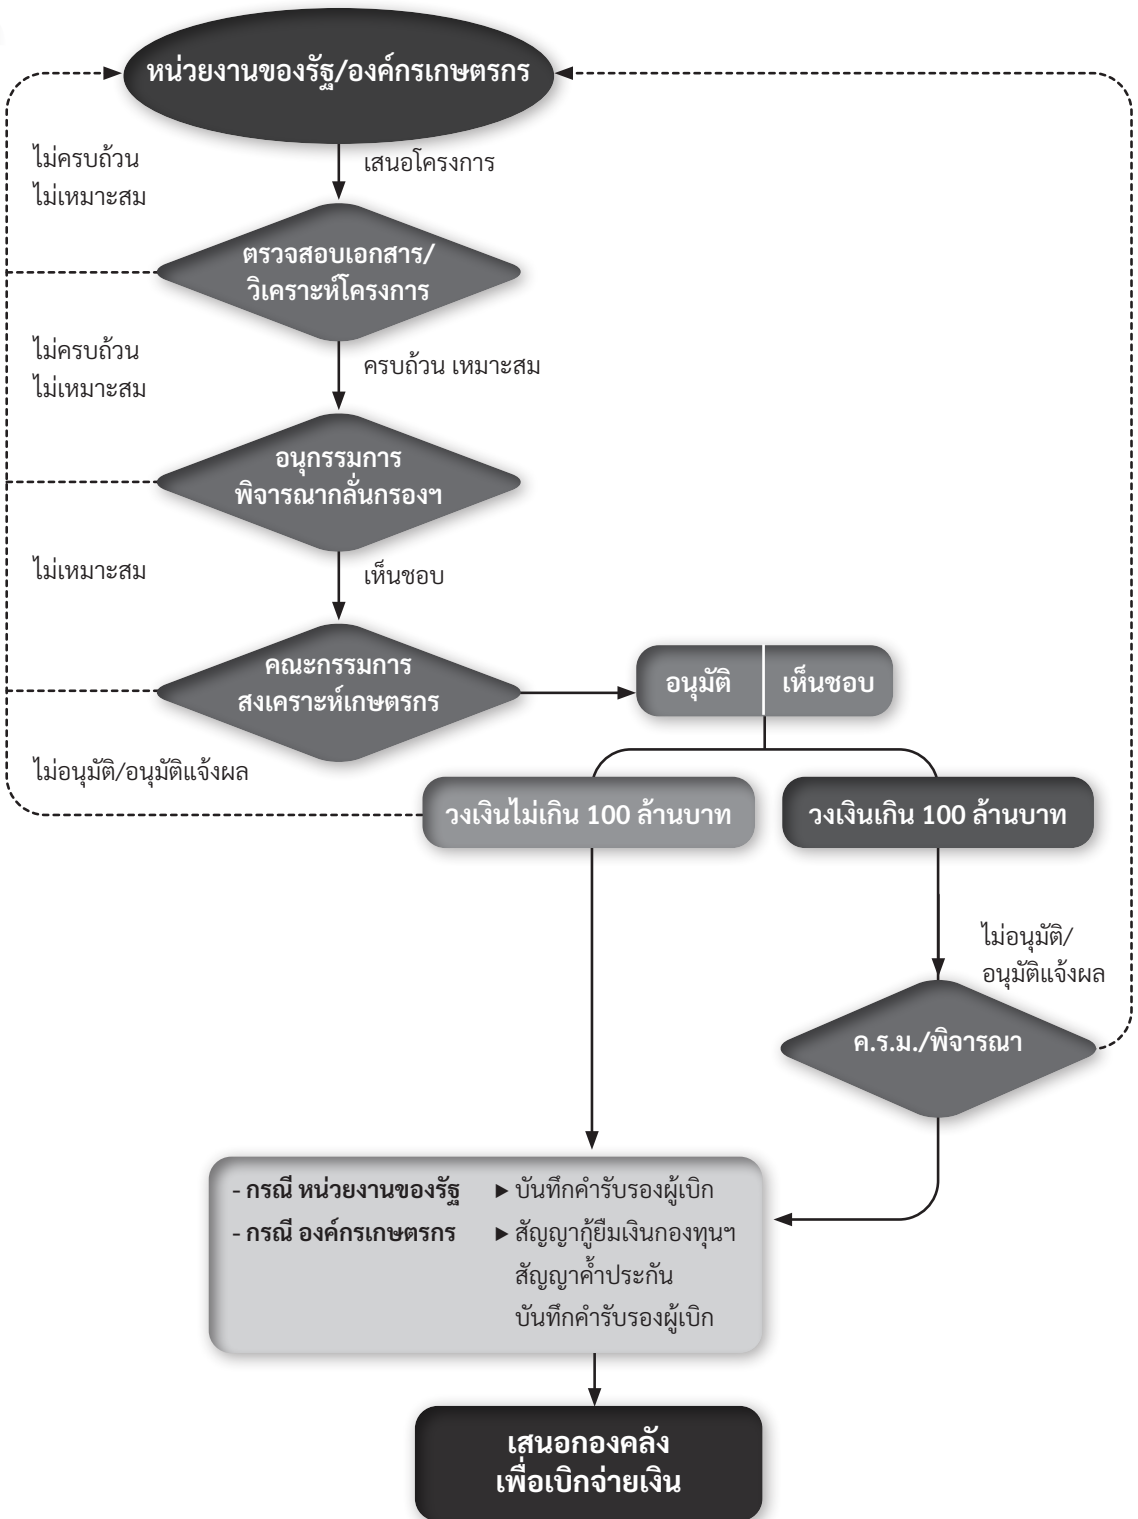 หน่วยงานของรัฐ/องค์กรเกษตรกร
ไม่ครบถ้วน
ไม่เหมาะสม
เสนอโครงการ
ตรวจสอบเอกสาร/
วิเคราะห์โครงการ
ไม่ครบถ้วน
ไม่เหมาะสม
ครบถ้วน เหมาะสม
อนุกรรมการ
พิจารณากลั่นกรองฯ
ไม่เหมาะสม
เห็นชอบ
คณะกรรมการ
สงเคราะห์เกษตรกร
อนุมัติ เห็นชอบ
ไม่อนุมัติ/อนุมัติแจ้งผล
วงเงินไม่เกิน 100 ล้านบาท
วงเงินเกิน 100 ล้านบาท
ไม่อนุมัติ/
อนุมัติแจ้งผล
ค.ร.ม./พิจารณา
- กรณี หน่วยงานของรัฐ ► บันทึกคำรับรองผู้เบิก
- กรณี องค์กรเกษตรกร ► สัญญากู้ยืมเงินกองทุนฯ
สัญญาค้ำประกัน
บันทึกคำรับรองผู้เบิก
เสนอกองคลัง
เพื่อเบิกจ่ายเงิน